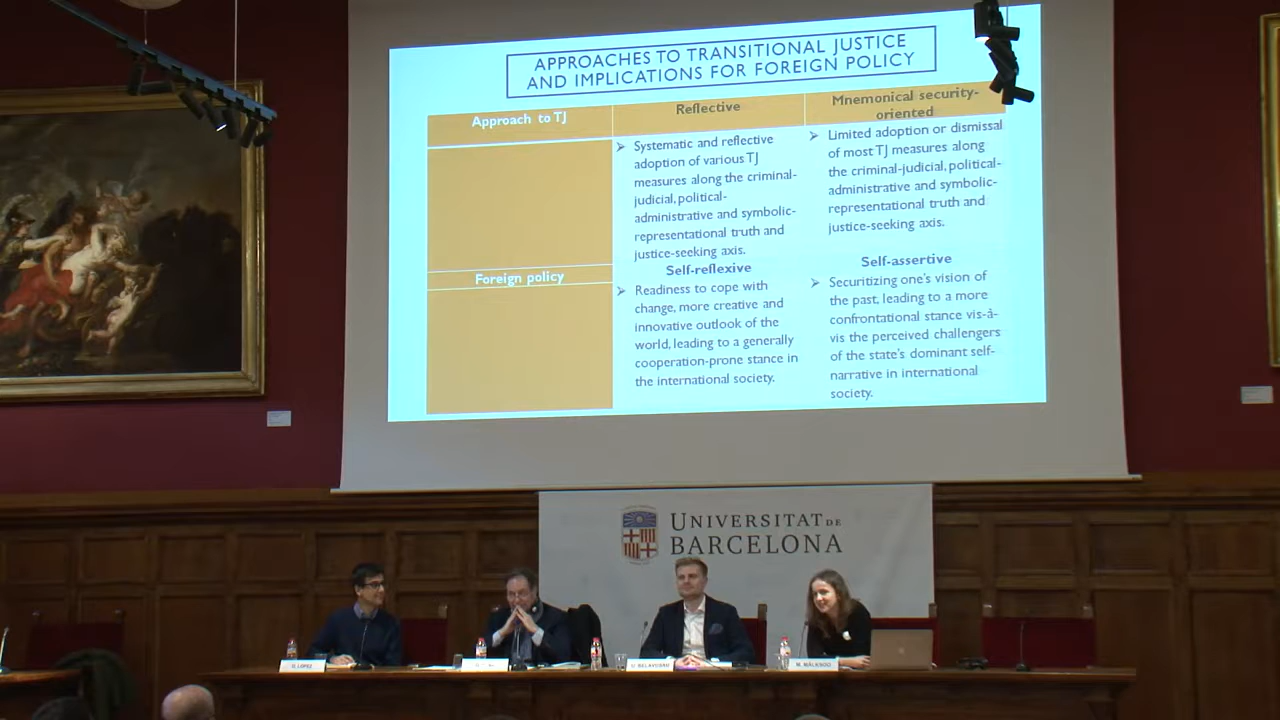 APPROACHES TO TRANSITIONAL JUSTICE
AND IMPLICATIONS FOR FOREIGN POLICY
Approach to TJ
Reflective
Mnemonical security-
oriented
➢ Systematic and reflective
adoption of various TJ
measures along the criminal-
judicial, political-
administrative and symbolic-
representational truth and
justice-seeking axis.
➢ Limited adoption or dismissal
of most TJ measures along
the criminal-judicial, political-
administrative and symbolic-
representational truth and
justice-seeking axis.
Foreign policy
Self-reflexive
➢ Readiness to cope with
change, more creative and
innovative outlook of the
world, leading to a generally
cooperation-prone stance in
the international society.
Self-assertive
➢ Securitizing one's vision of
the past, leading to a more
confrontational stance vis-à-
vis the perceived challengers
of the state's dominant self-
narrative in international
society.
UNIVERSITAT DE
BARCELONA
M. MÄLKSOO